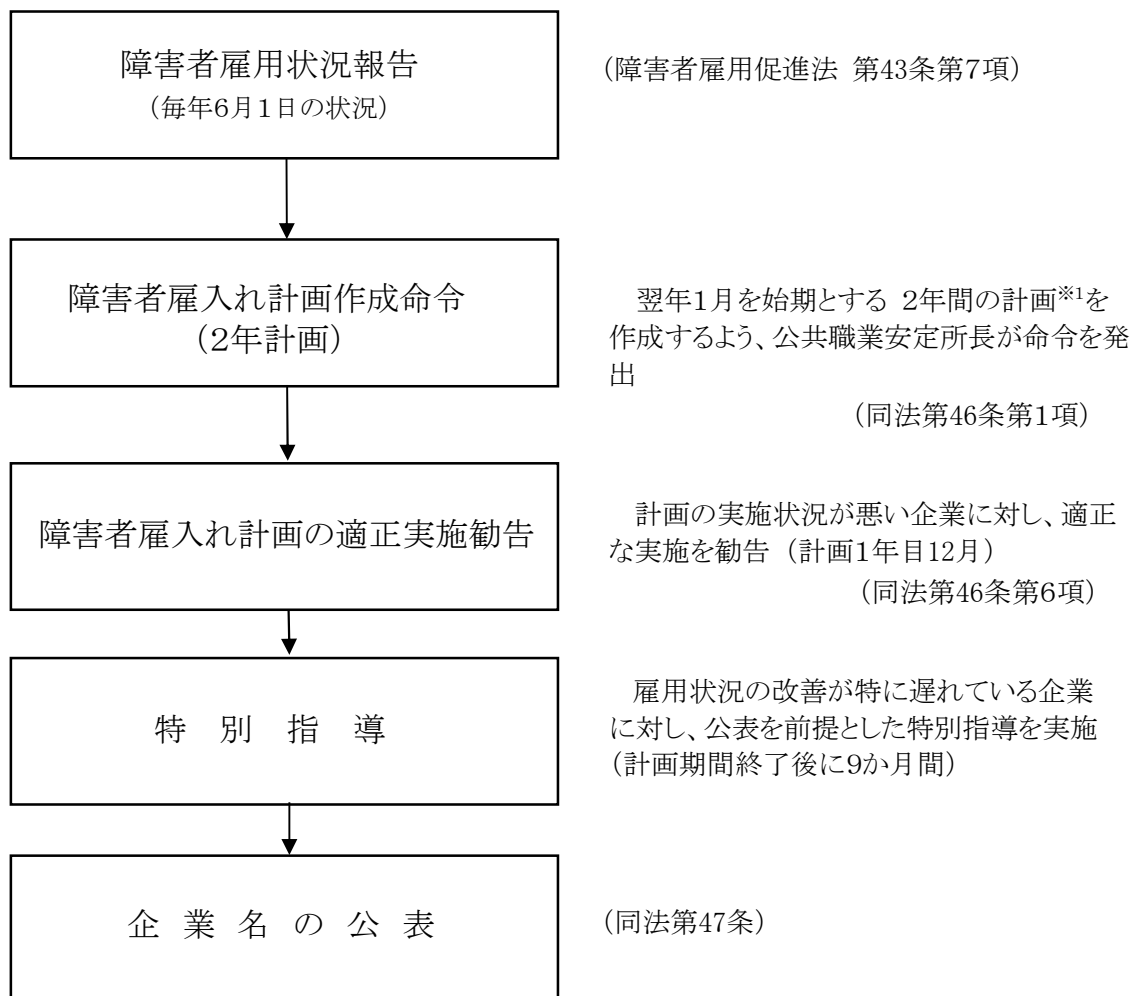 障害者雇用状況報告
（毎年６月１日の状況）
（障害者雇用促進法 第43条第７項）
障害者雇入れ計画作成命令
（２年計画）
翌年１月を始期とする ２年間の計画※1を
作成するよう、公共職業安定所長が命令を発
出
（同法第46条第１項）
障害者雇入れ計画の適正実施勧告
計画の実施状況が悪い企業に対し、適正
な実施を勧告 （計画１年目12月）
（同法第46条第６項）
特 別 指 導
雇用状況の改善が特に遅れている企業
に対し、公表を前提とした特別指導を実施
（計画期間終了後に９か月間）
企 業 名 の 公 表
（同法第47条）